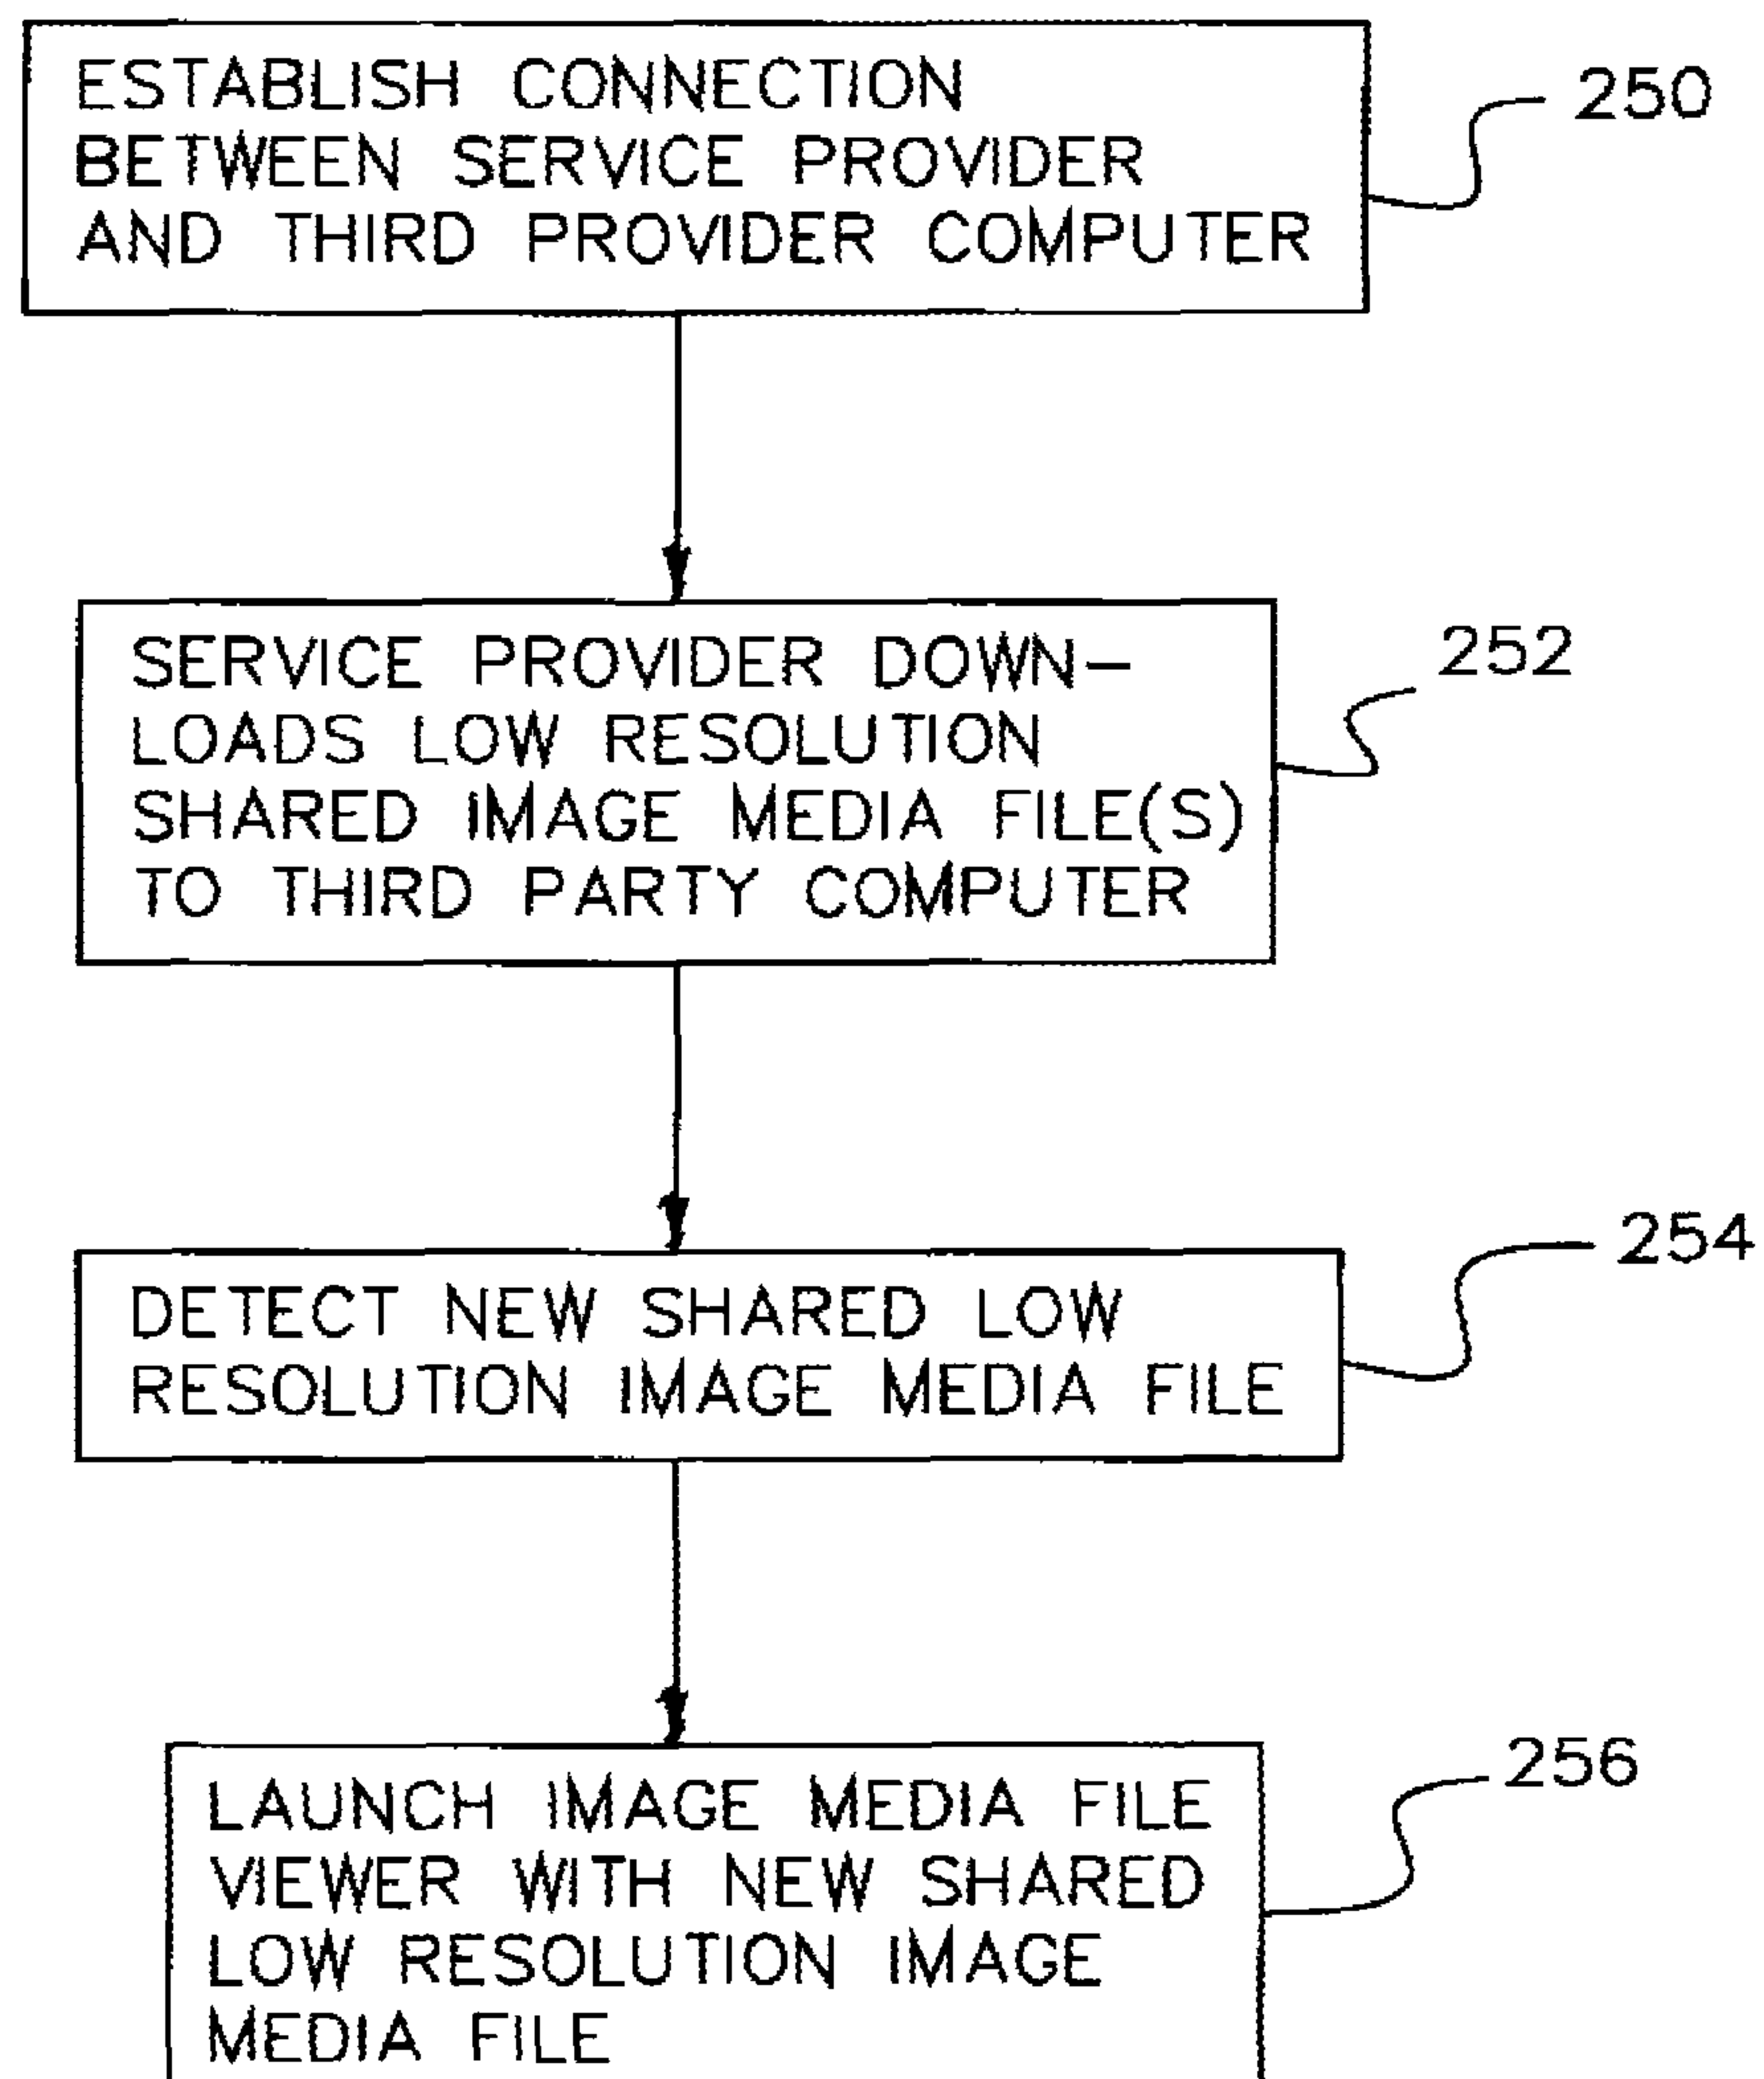 ESTABLISH CONNECTION
BETWEEN SERVICE PROVIDER
AND THIRD PROVIDER COMPUTER
250
SERVICE PROVIDER DOWN-
LOADS LOW RESOLUTION
SHARED IMAGE MEDIA FILE(S)
TO THIRD PARTY COMPUTER
252
DETECT NEW SHARED LOW
RESOLUTION IMAGE MEDIA FILE
254
LAUNCH IMAGE MEDIA FILE
VIEWER WITH NEW SHARED
LOW RESOLUTION IMAGE
MEDIA FILE
256